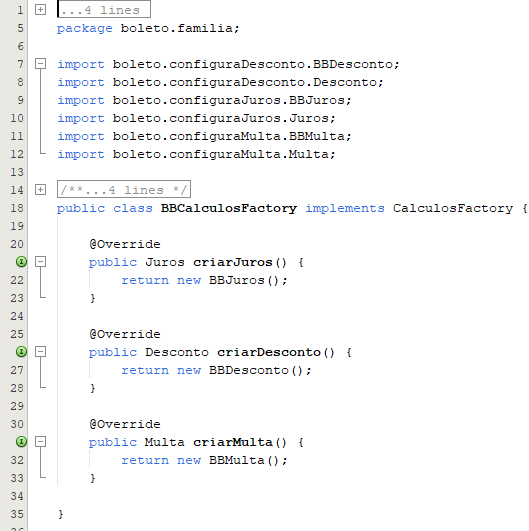 1 ...4 lines
5 package boleto.familia;
6
7 import boleto.configuraDesconto.BBDesconto;
8 import boleto.configuraDesconto.Desconto;
9 import boleto.configuraJuros.BBJuros;
10 import boleto.configuraJuros.Juros;
11 import boleto.configuraMulta.BBMulta;
12 import boleto.configuraMulta.Multa;
13
14 /**...4 lines */
18 public class BBCalculosFactory implements CalculosFactory {
19
20 @Override
public Juros criarJuros() {
22 return new BBJuros();
23 }
24
25 @Override
public Desconto criarDesconto() {
27 return new BBDesconto();
28 }
29
30 @Override
public Multa criarMulta() {
32 return new BBMulta();
33 }
34
35 }